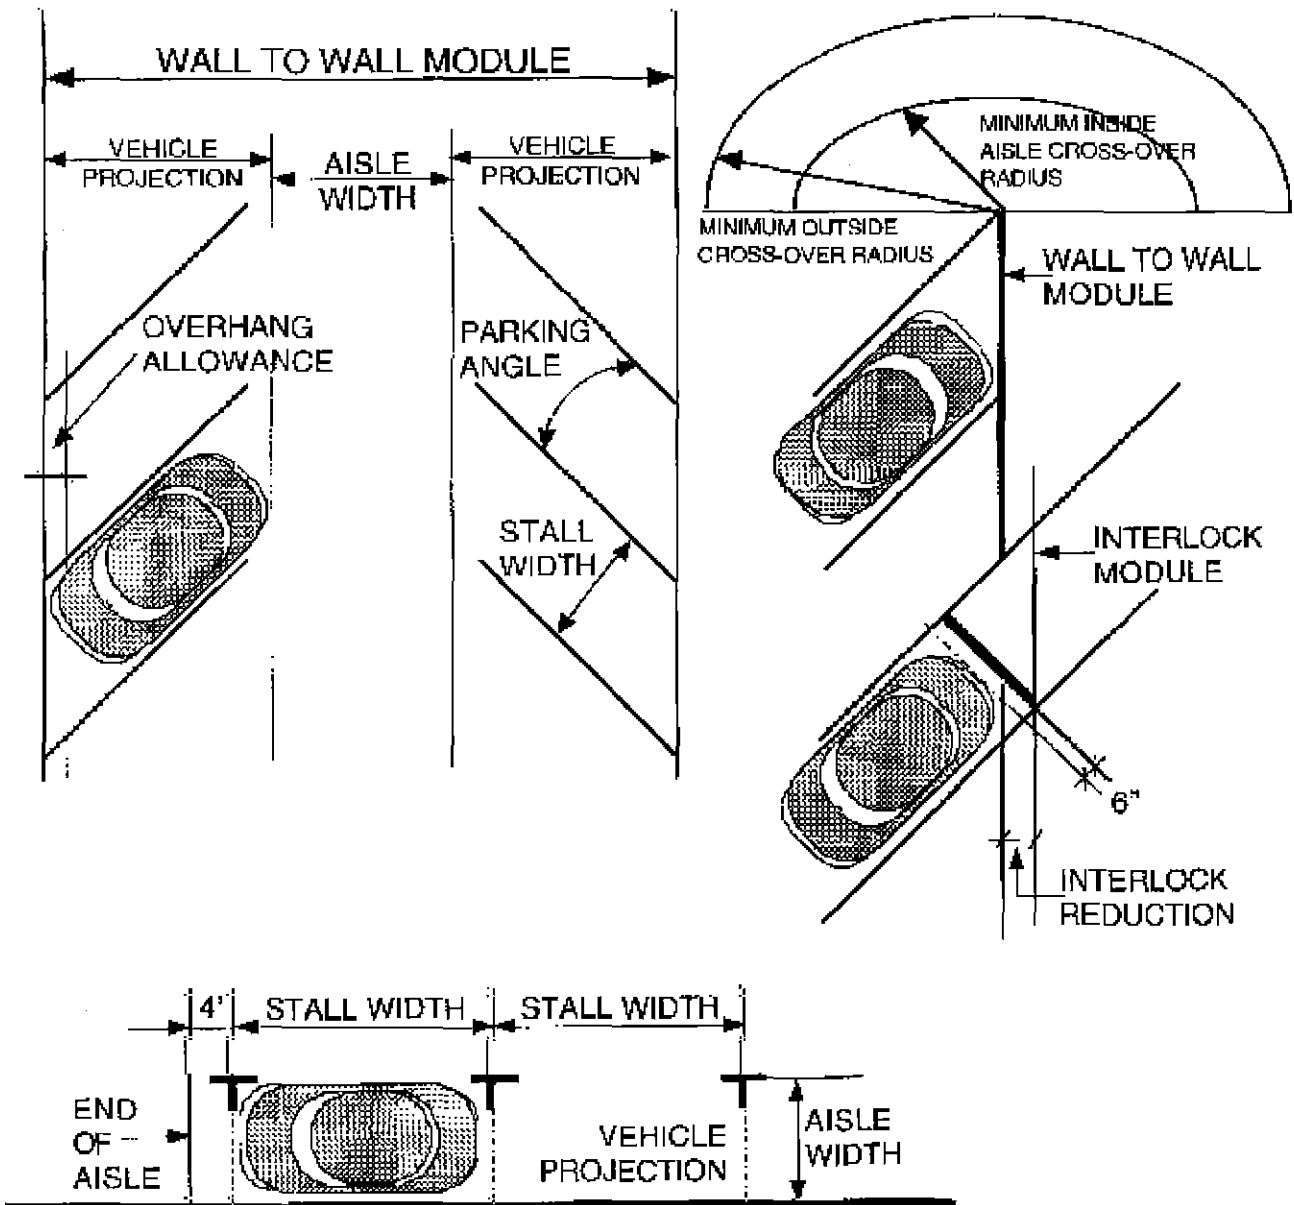 WALL TO WALL MODULE
VEHICLE
PROJECTION
AISLE
WIDTH
VEHICLE
PROJECTION
OVERHANG
ALLOWANCE
PARKING
ANGLE
STALL
WIDTH
MINIMUM INSIDE
AISLE CROSS-OVER
RADIUS
MINIMUM OUTSIDE
CROSS-OVER RADIUS
WALL TO WALL
MODULE
INTERLOCK
MODULE
6"
INTERLOCK
REDUCTION
4'
STALL WIDTH
STALL WIDTH
END
OF
AISLE
VEHICLE
PROJECTION
AISLE
WIDTH